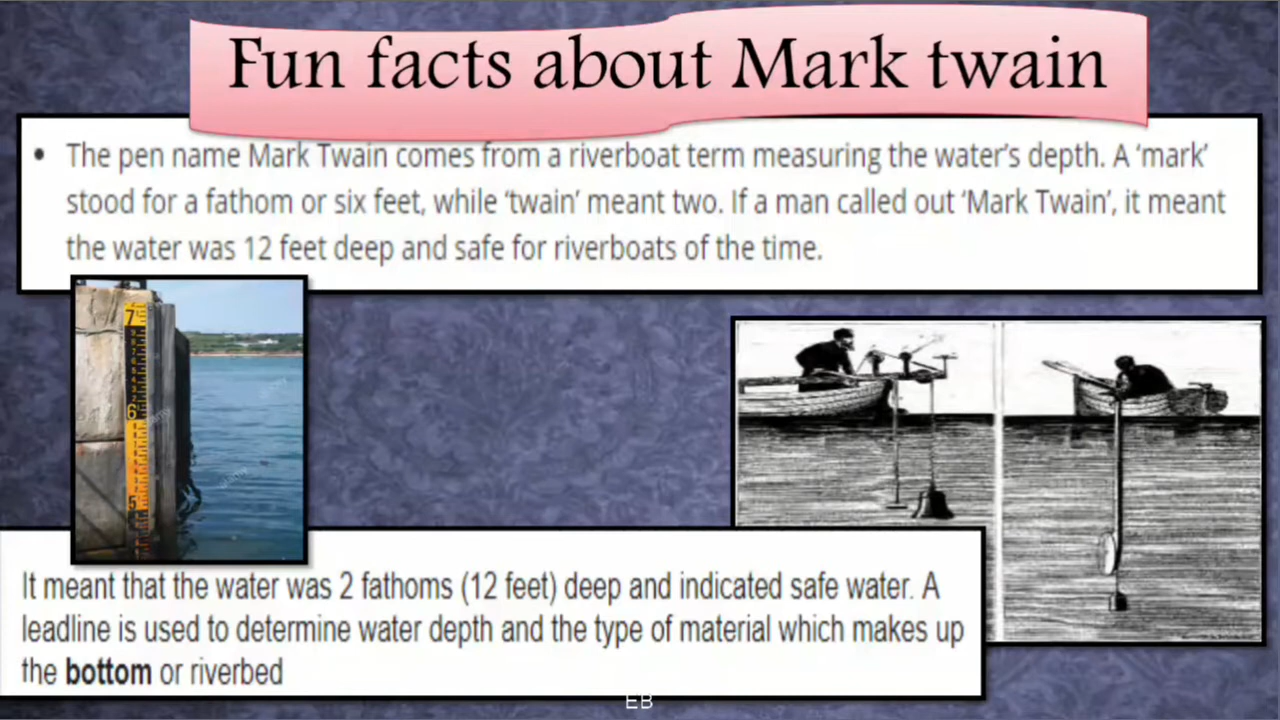 Fun facts about Mark twain
• The pen name Mark Twain comes from a riverboat term measuring the water's depth. A 'mark'
stood for a fathom or six feet, while 'twain' meant two. If a man called out 'Mark Twain', it meant
the water was 12 feet deep and safe for riverboats of the time.
7
6
5
It meant that the water was 2 fathoms (12 feet) deep and indicated safe water. A
leadline is used to determine water depth and the type of material which makes up
the bottom or riverbed
EB